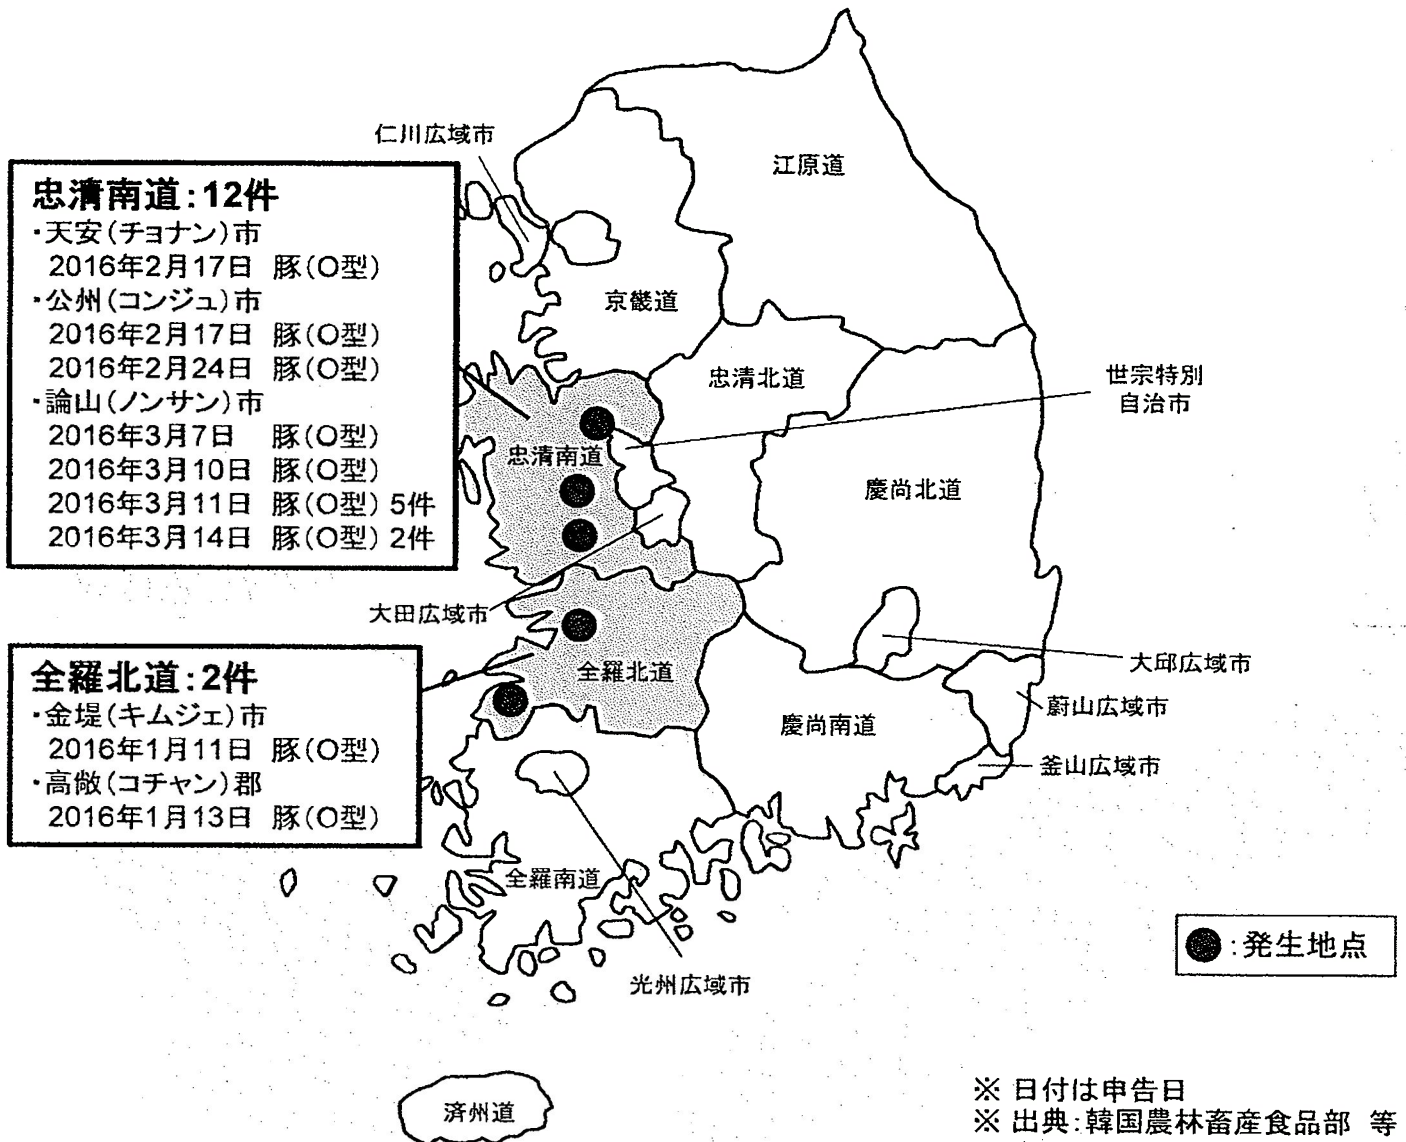 仁川広域市
江原道
忠清南道:12件
・天安(チョナン)市
2016年2月17日 豚(O型)
・公州(コンジュ)市
2016年2月17日 豚(O型)
2016年2月24日 豚(O型)
・論山(ノンサン)市
2016年3月7日 豚(O型)
2016年3月10日 豚(O型)
2016年3月11日 豚(O型) 5件
2016年3月14日 豚(O型) 2件
京畿道
忠清北道
世宗特別
自治市
忠清南道
慶尚北道
大田広域市
全羅北道:2件
・金堤(キムジェ)市
2016年1月11日 豚(O型)
・高敞(コチャン)郡
2016年1月13日 豚(O型)
全羅北道
大邱広域市
蔚山広域市
慶尚南道
釜山広域市
全羅南道
光州広域市
:発生地点
済州道
※ 日付は申告日
※ 出典:韓国農林畜産食品部 等